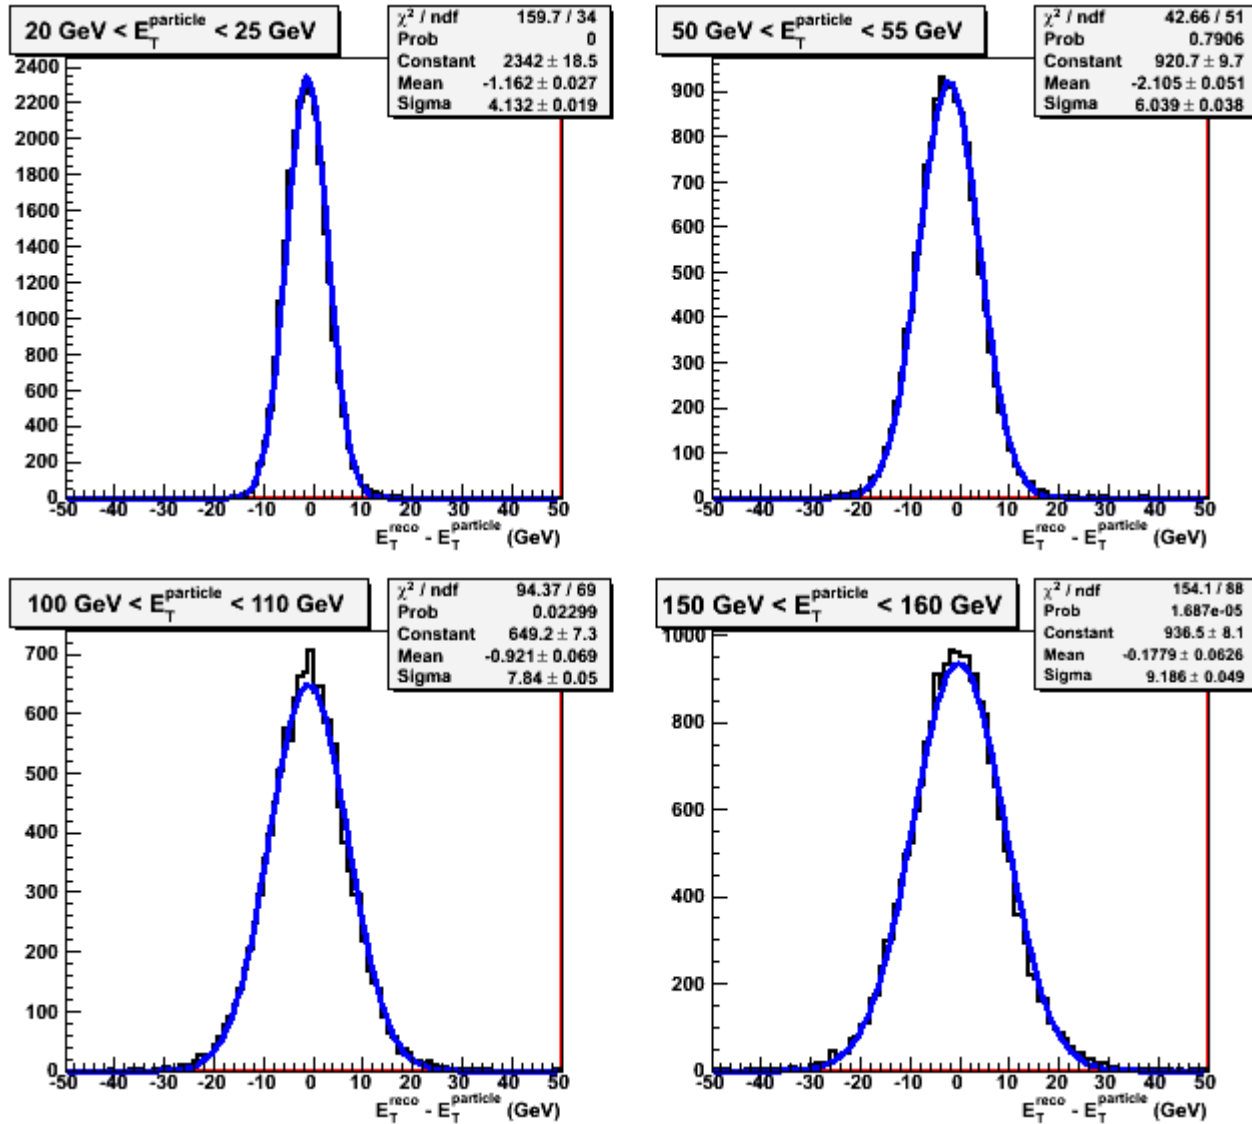 20 GeV < E_T^particle < 25 GeV
χ² / ndf 159.7 / 34
Prob 0
Constant 2342 ± 18.5
Mean -1.162 ± 0.027
Sigma 4.132 ± 0.019
2400
2200
2000
1800
1600
1400
1200
1000
800
600
400
200
0
-50 -40 -30 -20 -10 0 10 20 30 40 50
E_T^reco - E_T^particle (GeV)
50 GeV < E_T^particle < 55 GeV
χ² / ndf 42.66 / 51
Prob 0.7906
Constant 920.7 ± 9.7
Mean -2.105 ± 0.051
Sigma 6.039 ± 0.038
900
800
700
600
500
400
300
200
100
0
-50 -40 -30 -20 -10 0 10 20 30 40 50
E_T^reco - E_T^particle (GeV)
100 GeV < E_T^particle < 110 GeV
χ² / ndf 94.37 / 69
Prob 0.02299
Constant 649.2 ± 7.3
Mean -0.921 ± 0.069
Sigma 7.84 ± 0.05
700
600
500
400
300
200
100
0
-50 -40 -30 -20 -10 0 10 20 30 40 50
E_T^reco - E_T^particle (GeV)
150 GeV < E_T^particle < 160 GeV
χ² / ndf 154.1 / 88
Prob 1.687e-05
Constant 936.5 ± 8.1
Mean -0.1779 ± 0.0626
Sigma 9.186 ± 0.049
1000
800
600
400
200
0
-50 -40 -30 -20 -10 0 10 20 30 40 50
E_T^reco - E_T^particle (GeV)